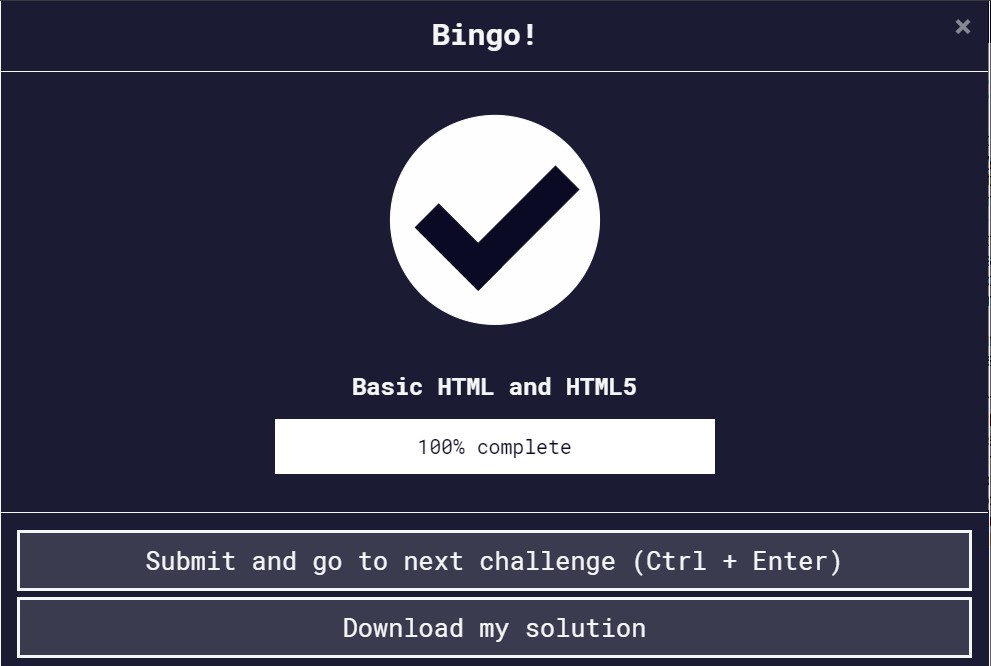 Bingo!
×
Basic HTML and HTML5
100% complete
Submit and go to next challenge (Ctrl + Enter)
Download my solution